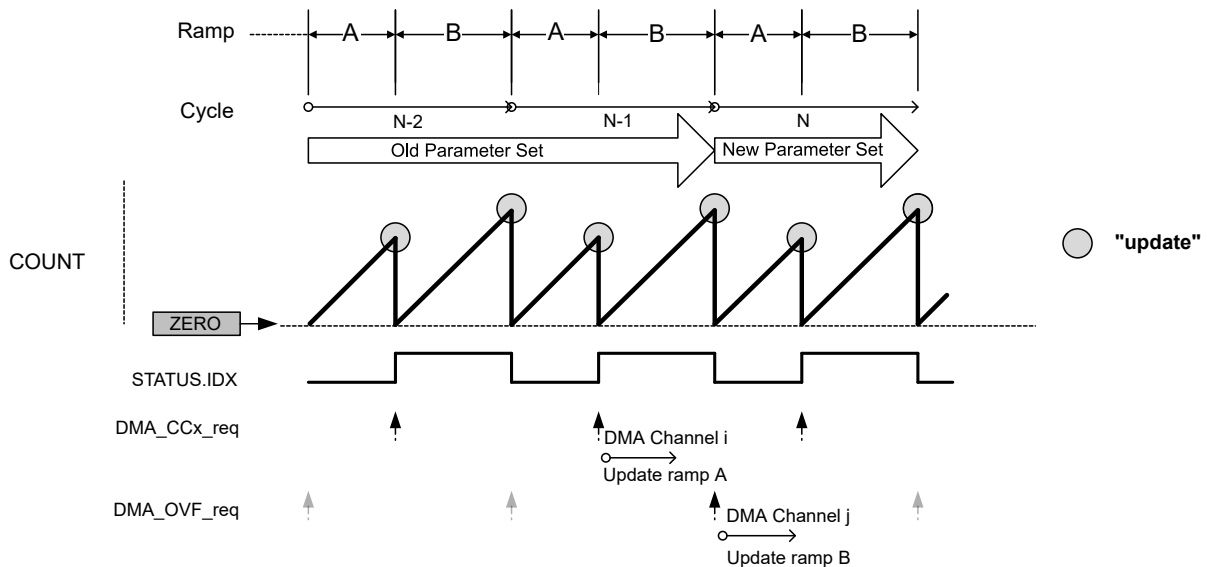 Ramp A B A B A B
Cycle
N-2 N-1 N
Old Parameter Set New Parameter Set
COUNT
"update"
ZERO
STATUS.IDX
DMA_CCx_req
DMA Channel i
Update ramp A
DMA_OVF_req
DMA Channel j
Update ramp B